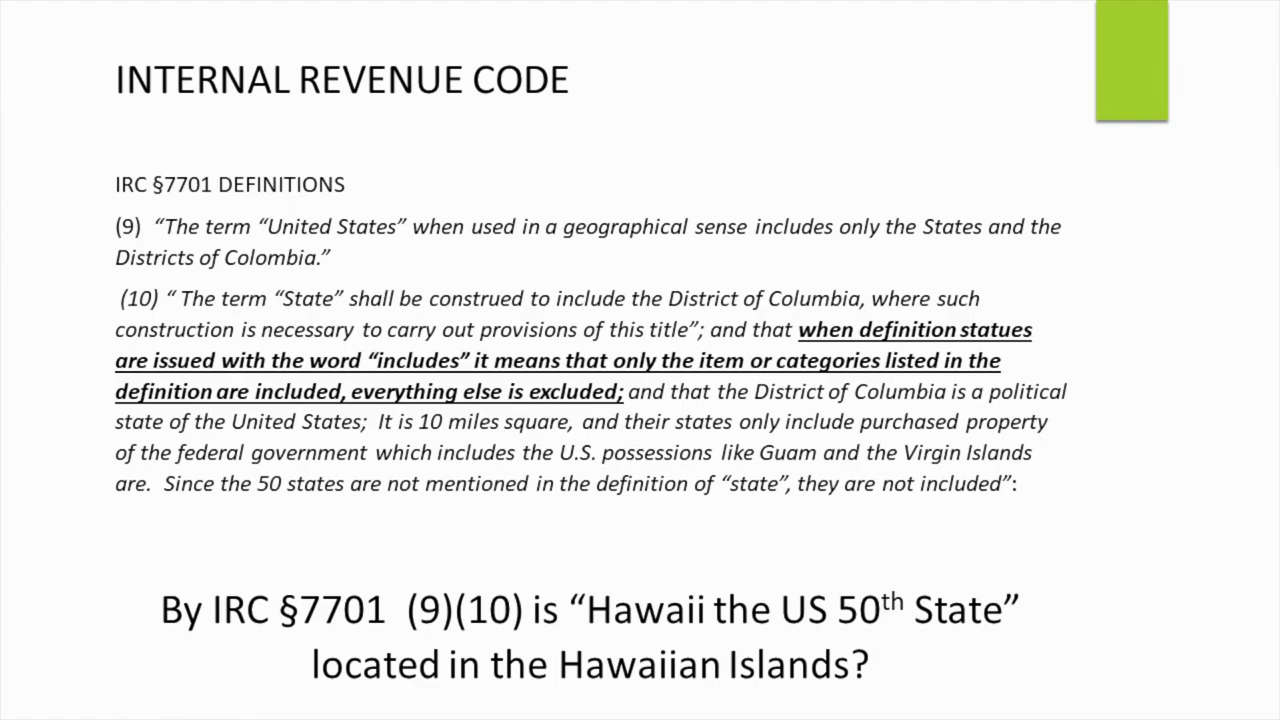 INTERNAL REVENUE CODE
IRC §7701 DEFINITIONS
(9) “The term “United States” when used in a geographical sense includes only the States and the
Districts of Colombia.”
(10) “ The term “State” shall be construed to include the District of Columbia, where such
construction is necessary to carry out provisions of this title”; and that when definition statues
are issued with the word “includes” it means that only the item or categories listed in the
definition are included, everything else is excluded; and that the District of Columbia is a political
state of the United States; It is 10 miles square, and their states only include purchased property
of the federal government which includes the U.S. possessions like Guam and the Virgin Islands
are. Since the 50 states are not mentioned in the definition of “state”, they are not included”:
By IRC §7701 (9)(10) is “Hawaii the US 50th State”
located in the Hawaiian Islands?